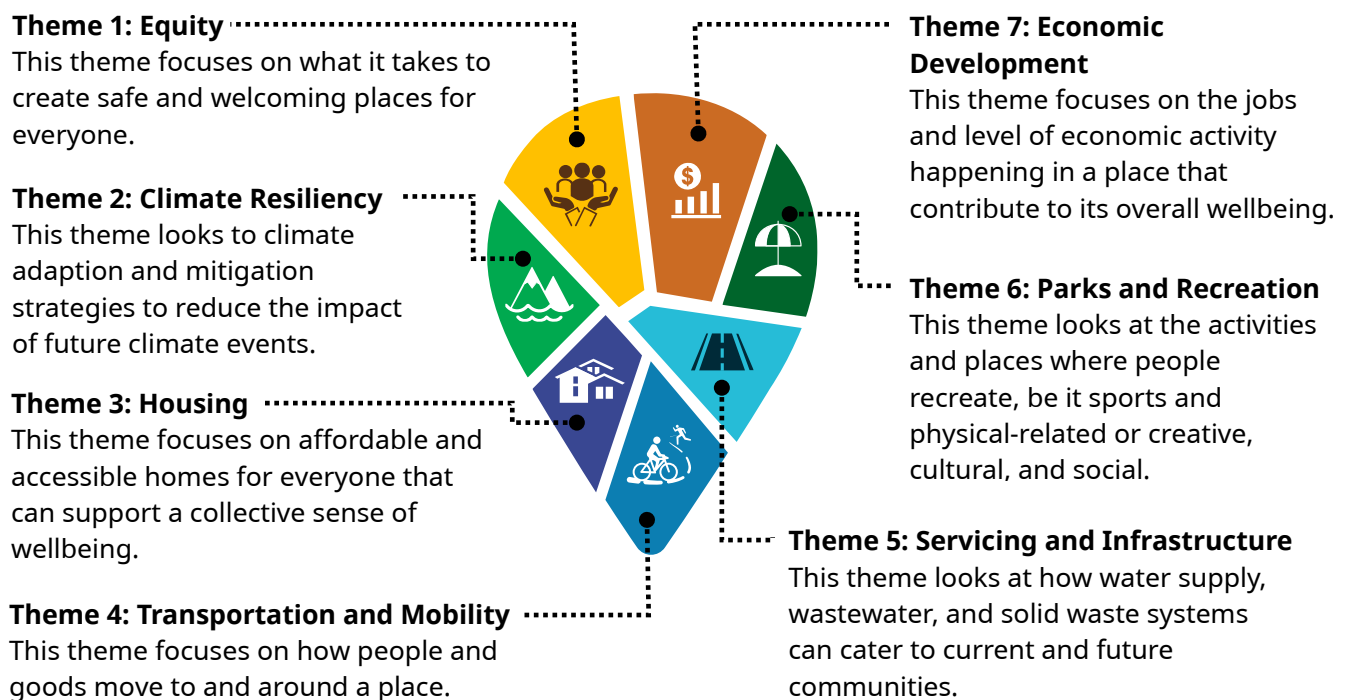 Theme 1: Equity
This theme focuses on what it takes to
create safe and welcoming places for
everyone.
Theme 2: Climate Resiliency
This theme looks to climate
adaption and mitigation
strategies to reduce the impact
of future climate events.
Theme 3: Housing
This theme focuses on affordable and
accessible homes for everyone that
can support a collective sense of
wellbeing.
Theme 4: Transportation and Mobility
This theme focuses on how people and
goods move to and around a place.
Theme 7: Economic
Development
This theme focuses on the jobs
and level of economic activity
happening in a place that
contribute to its overall wellbeing.
Theme 6: Parks and Recreation
This theme looks at the activities
and places where people
recreate, be it sports and
physical-related or creative,
cultural, and social.
Theme 5: Servicing and Infrastructure
This theme looks at how water supply,
wastewater, and solid waste systems
can cater to current and future
communities.
$